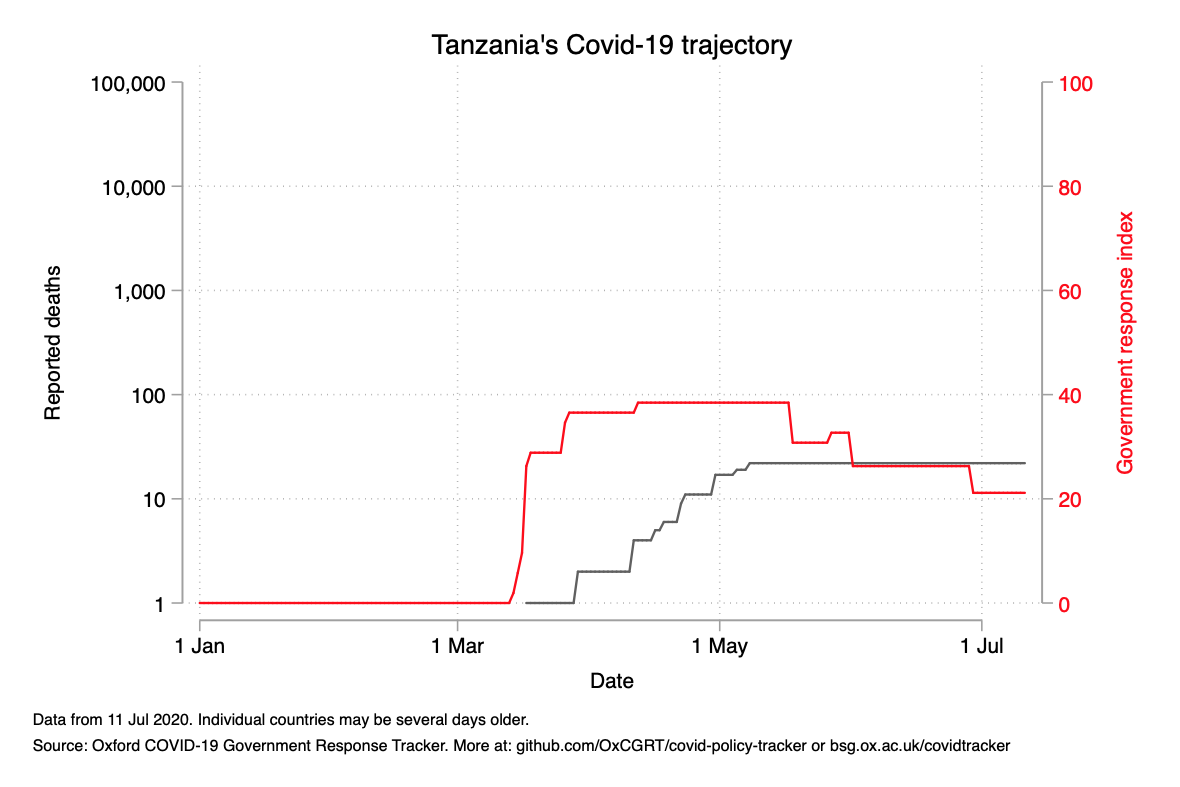 Tanzania's Covid-19 trajectory
100,000
10,000
1,000
100
10
1
Reported deaths
100
80
60
40
20
0
Government response index
1 Jan
1 Mar
1 May
1 Jul
Date
Data from 11 Jul 2020. Individual countries may be several days older.
Source: Oxford COVID-19 Government Response Tracker. More at: github.com/OxCGRT/covid-policy-tracker or bsg.ox.ac.uk/covidtracker